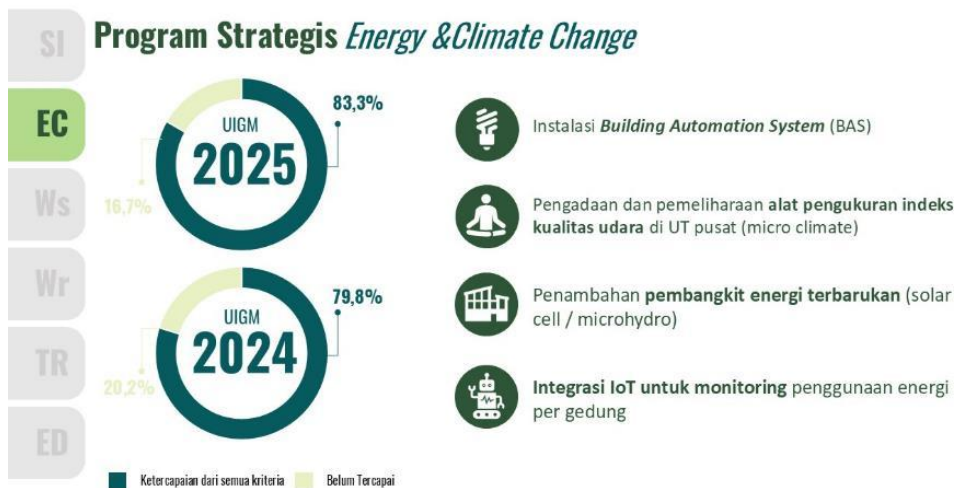 SI
EC
Ws
Wr
TR
ED
Program Strategis Energy &Climate Change
83,3%
UIGM
2025
16,7%
79,8%
UIGM
2024
20,2%
Ketercapaian dari semua kriteria
Belum Tercapai
Instalasi Building Automation System (BAS)
Pengadaan dan pemeliharaan alat pengukuran indeks
kualitas udara di UT pusat (micro climate)
Penambahan pembangkit energi terbarukan (solar
cell / microhydro)
Integrasi IoT untuk monitoring penggunaan energi
per gedung